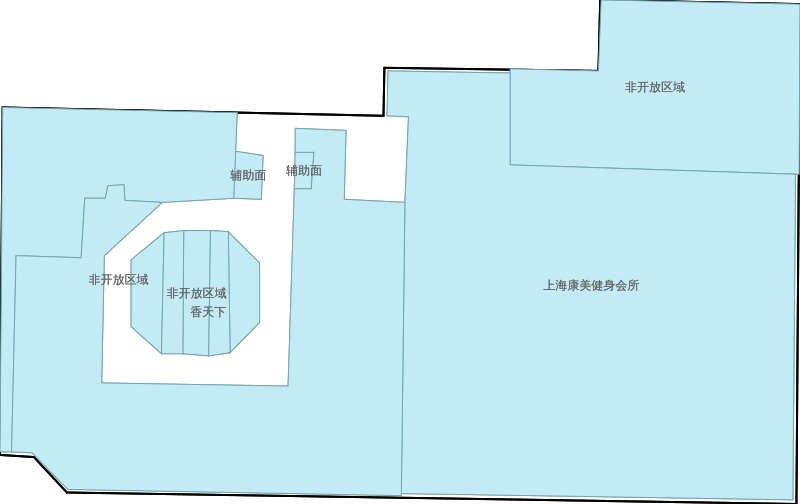 非开放区域
辅助面
辅助面
非开放区域
非开放区域
香天下
上海康美健身会所